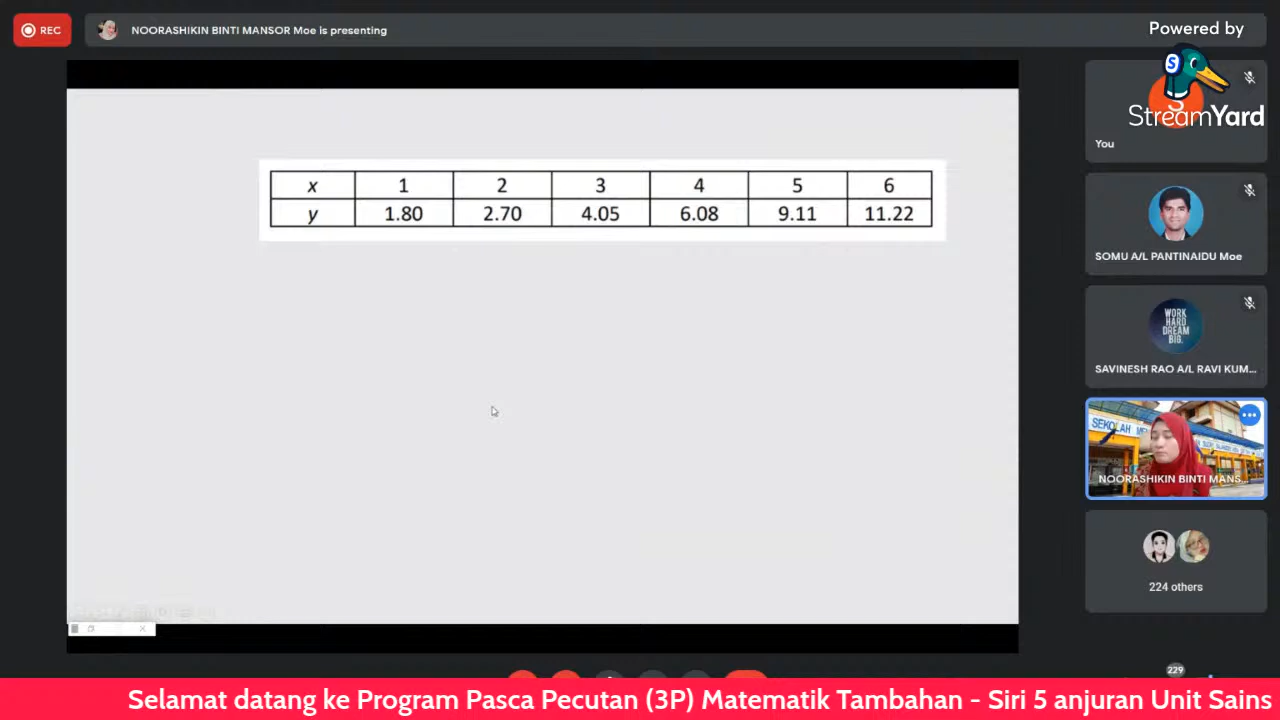 REC
NOORASHIKIN BINTI MANSOR Moe is presenting
Powered by
StreamYard
You
x 1 2 3 4 5 6
y 1.80 2.70 4.05 6.08 9.11 11.22
SOMU A/L PANTINAIDU Moe
WORK
HARD
DREAM
BIG.
SAVINESH RAO A/L RAVI KUM...
SEKOLAH
NOORASHIKIN BINTI MANS...
224 others
229
Selamat datang ke Program Pasca Pecutan (3P) Matematik Tambahan - Siri 5 anjuran Unit Sains